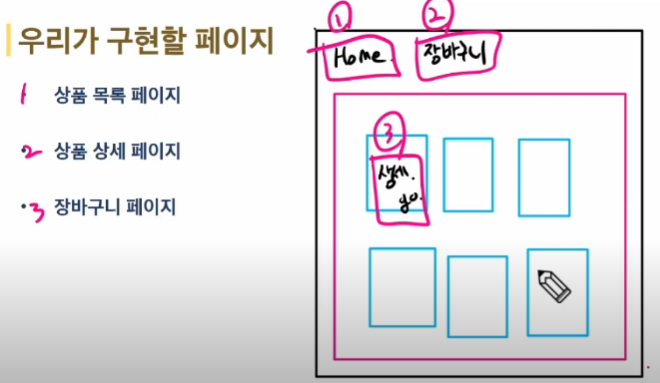 우리가 구현할 페이지
1 상품 목록 페이지
2 상품 상세 페이지
3 장바구니 페이지
1
2
Home.
장바구니
3
상세.
go.